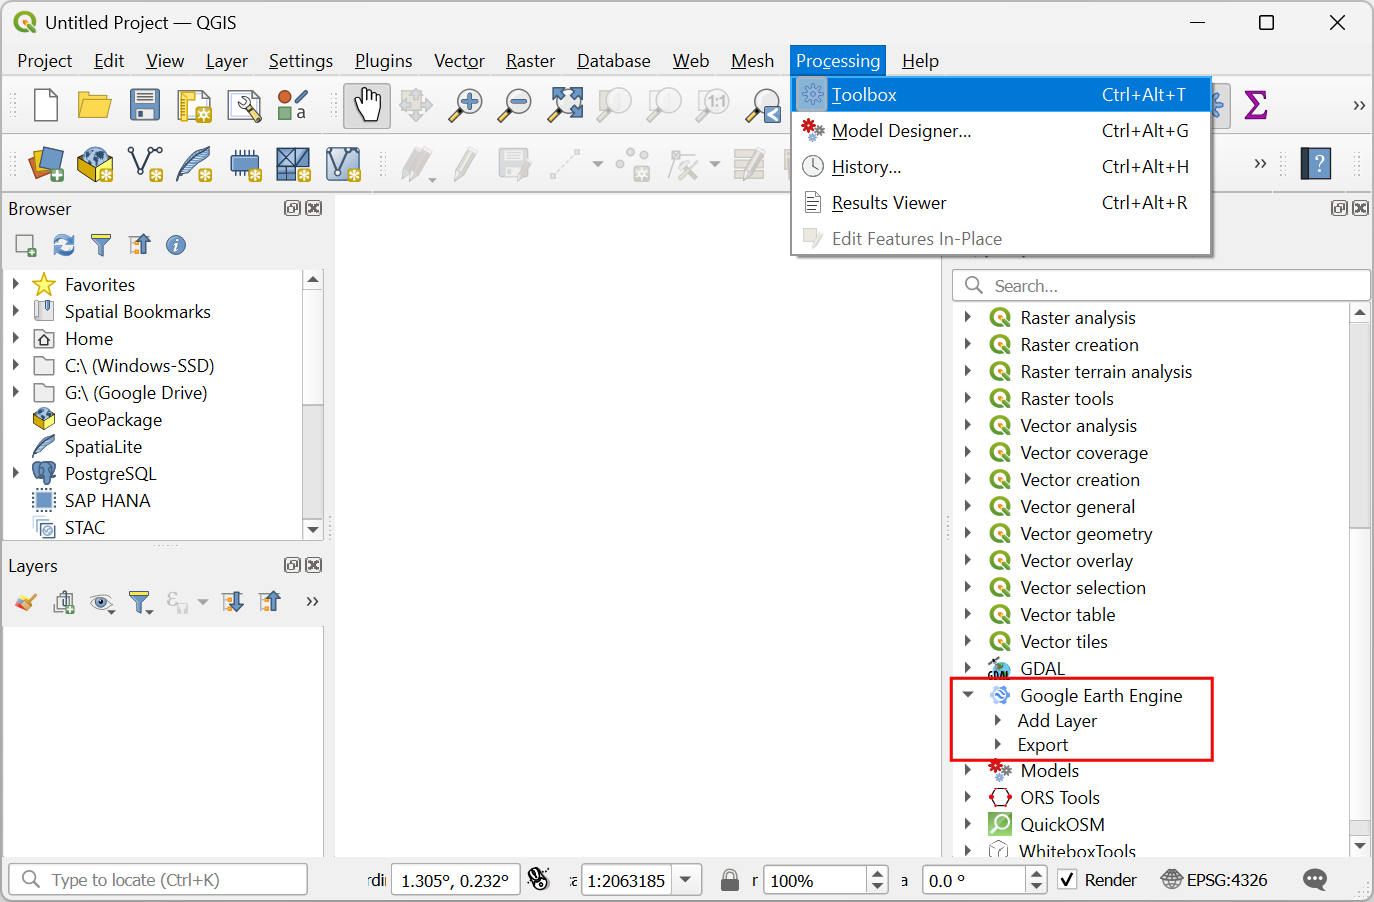 Untitled Project — QGIS
Project Edit View Layer Settings Plugins Vector Raster Database Web Mesh Processing Help
Toolbox Ctrl+Alt+T
Model Designer... Ctrl+Alt+G
History... Ctrl+Alt+H
Results Viewer Ctrl+Alt+R
Edit Features In-Place
a
1:1
?
Browser
Favorites
Spatial Bookmarks
Home
C:\ (Windows-SSD)
G:\ (Google Drive)
GeoPackage
SpatiaLite
PostgreSQL
SAP HANA
STAC
Layers
Search...
Raster analysis
Raster creation
Raster terrain analysis
Raster tools
Vector analysis
Vector coverage
Vector creation
Vector general
Vector geometry
Vector overlay
Vector selection
Vector table
Vector tiles
GDAL
Google Earth Engine
Add Layer
Export
Models
ORS Tools
QuickOSM
WhiteboxTools
Type to locate (Ctrl+K) 1.305°, 0.232° 1:2063185 100% 0.0 ° Render EPSG:4326